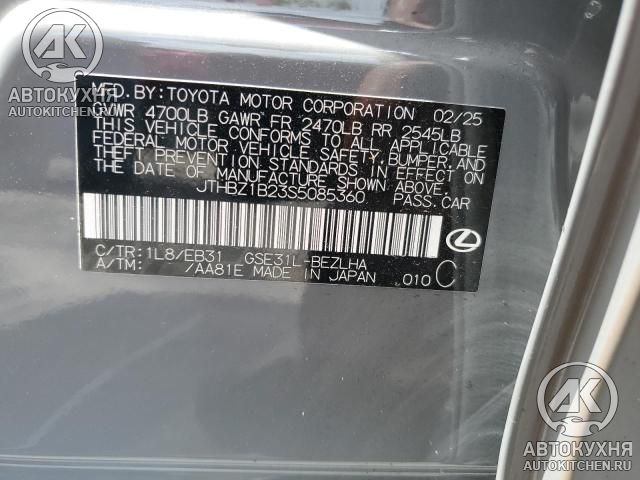 AK
АВТОКУХНЯ
AUTOKITCHEN.RU
MFD.BY:TOYOTA MOTOR CORPORATION 02/25
GVWR 4700LB GAWR FR 2470LB RR 2545LB
THIS VEHICLE CONFORMS TO ALL APPLICABLE
FEDERAL MOTOR VEHICLE SAFETY,BUMPER,AND
THEFT PREVENTION STANDARDS IN EFFECT ON
THE DATE OF MANUFACTURE SHOWN ABOVE.
JTHBZ1B23S5085360 PASS.CAR
C/TR:1L8/EB31 GSE31L-BEZLHA
A/TM: /AA81E MADE IN JAPAN 010 C
AK
АВТОКУХНЯ
AUTOKITCHEN.RU